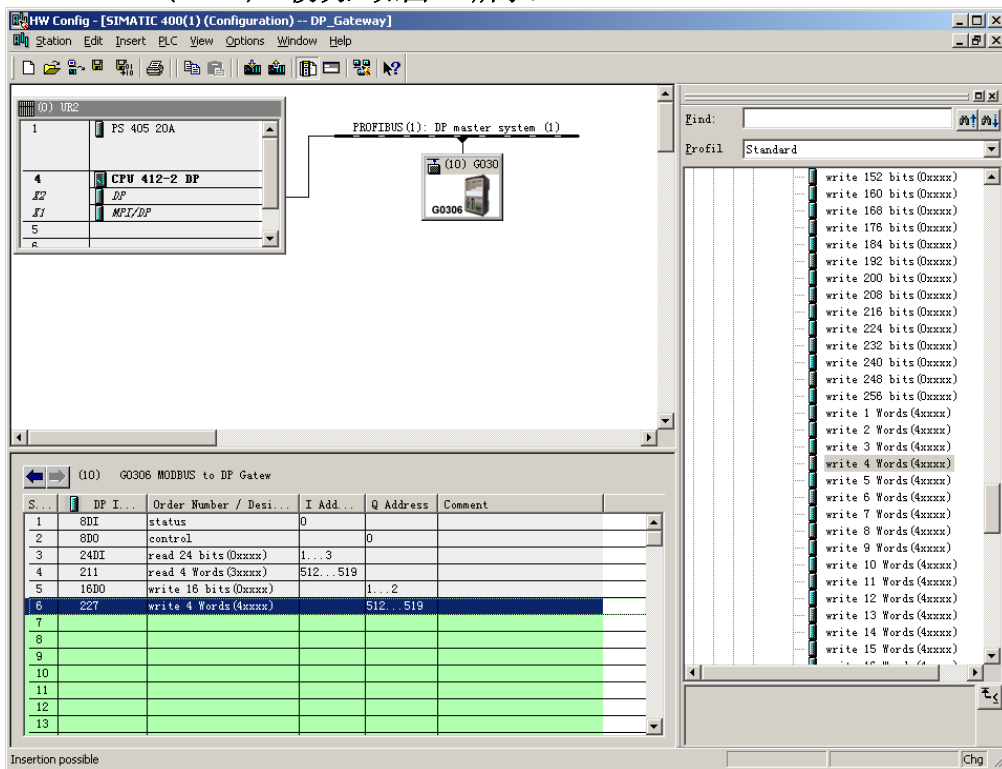 HW Config - [SIMATIC 400(1) (Configuration) -- DP_Gateway]
Station Edit Insert PLC View Options Window Help
(0) UR2
1 PS 405 20A
4 CPU 412-2 DP
X2 DP
X1 MPI/DP
5
6
PROFIBUS(1): DP master system (1)
(10) G030
G0306
Find:
Profil Standard
write 152 bits(0xxxx)
write 160 bits(0xxxx)
write 168 bits(0xxxx)
write 176 bits(0xxxx)
write 184 bits(0xxxx)
write 192 bits(0xxxx)
write 200 bits(0xxxx)
write 208 bits(0xxxx)
write 216 bits(0xxxx)
write 224 bits(0xxxx)
write 232 bits(0xxxx)
write 240 bits(0xxxx)
write 248 bits(0xxxx)
write 256 bits(0xxxx)
write 1 Words(4xxxx)
write 2 Words(4xxxx)
write 3 Words(4xxxx)
write 4 Words(4xxxx)
write 5 Words(4xxxx)
write 6 Words(4xxxx)
write 7 Words(4xxxx)
write 8 Words(4xxxx)
write 9 Words(4xxxx)
write 10 Words(4xxxx)
write 11 Words(4xxxx)
write 12 Words(4xxxx)
write 13 Words(4xxxx)
write 14 Words(4xxxx)
write 15 Words(4xxxx)
(10) G0306 MODBUS to DP Gatew
S... DP I... Order Number / Desi... I Add... Q Address Comment
1 8DI status 0
2 8DO control 0
3 24DI read 24 bits(0xxxx) 1...3
4 211 read 4 Words(3xxxx) 512...519
5 16DO write 16 bits(0xxxx) 1...2
6 227 write 4 Words(4xxxx) 512...519
7
8
9
10
11
12
13
Insertion possible
Chg